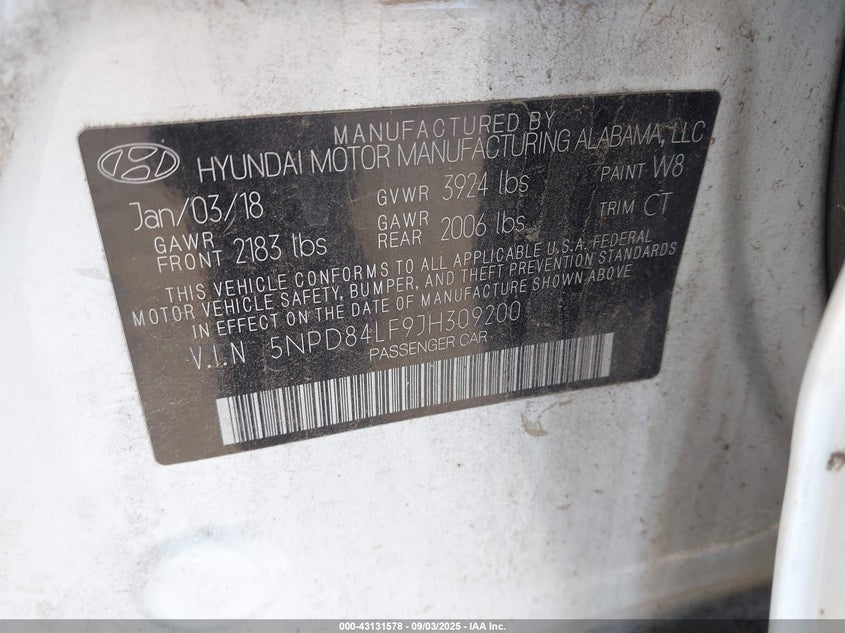 MANUFACTURED BY
HYUNDAI MOTOR MANUFACTURING ALABAMA, LLC
Jan/03/18 GVWR 3924 lbs PAINT W8
GAWR FRONT 2183 lbs GAWR REAR 2006 lbs TRIM CT
THIS VEHICLE CONFORMS TO ALL APPLICABLE U.S.A. FEDERAL
MOTOR VEHICLE SAFETY, BUMPER, AND THEFT PREVENTION STANDARDS
IN EFFECT ON THE DATE OF MANUFACTURE SHOWN ABOVE
V.I.N 5NPD84LF9JH309200
PASSENGER CAR
000-43131578 - 09/03/2025 - IAA Inc.